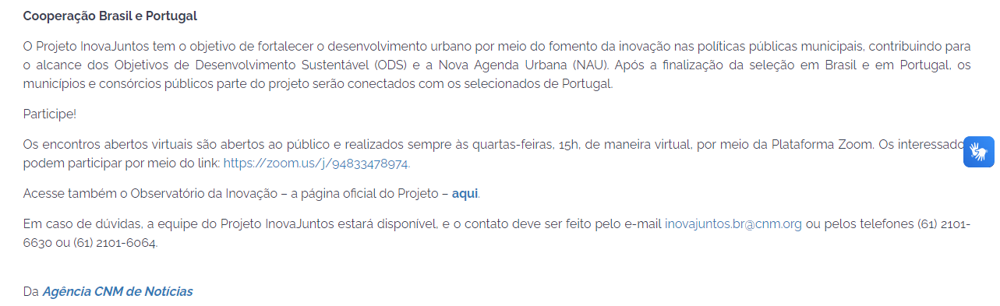 Cooperação Brasil e Portugal
O Projeto InovaJuntos tem o objetivo de fortalecer o desenvolvimento urbano por meio do fomento da inovação nas políticas públicas municipais, contribuindo para
o alcance dos Objetivos de Desenvolvimento Sustentável (ODS) e a Nova Agenda Urbana (NAU). Após a finalização da seleção em Brasil e em Portugal, os
municípios e consórcios públicos parte do projeto serão conectados com os selecionados de Portugal.
Participe!
Os encontros abertos virtuais são abertos ao público e realizados sempre às quartas-feiras, 15h, de maneira virtual, por meio da Plataforma Zoom. Os interessado
podem participar por meio do link: https://zoom.us/j/94833478974.
Acesse também o Observatório da Inovação – a página oficial do Projeto – aqui.
Em caso de dúvidas, a equipe do Projeto InovaJuntos estará disponível, e o contato deve ser feito pelo e-mail inovajuntos.br@cnm.org ou pelos telefones (61) 2101-
6630 ou (61) 2101-6064.
Da Agência CNM de Notícias